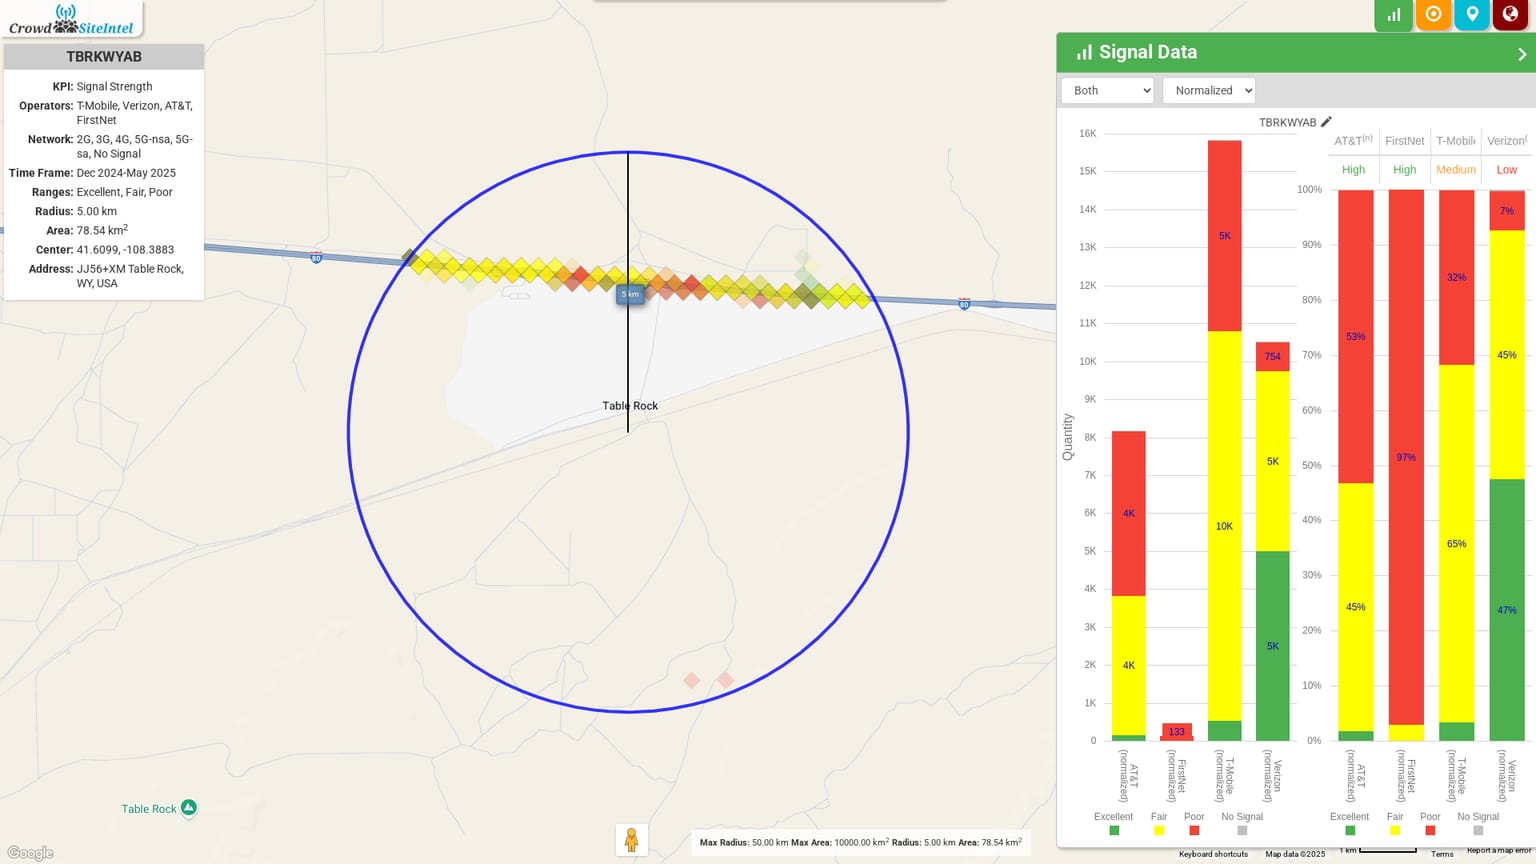 CrowdSiteIntel
TBRKWYAB
KPI: Signal Strength
Operators: T-Mobile, Verizon, AT&T,
FirstNet
Network: 2G, 3G, 4G, 5G-nsa, 5G-
sa, No Signal
Time Frame: Dec 2024-May 2025
Ranges: Excellent, Fair, Poor
Radius: 5.00 km
Area: 78.54 km²
Center: 41.6099, -108.3883
Address: JJ56+XM Table Rock,
WY, USA
80
80
5 km
Table Rock
Table Rock
Google
Max Radius: 50.00 km Max Area: 10000.00 km² Radius: 5.00 km Area: 78.54 km²
Signal Data
Both
Normalized
TBRKWYAB
Quantity
16K
15K
14K
13K
12K
11K
10K
9K
8K
7K
6K
5K
4K
3K
2K
1K
0
4K
4K
133
5K
10K
754
5K
5K
AT&T (normalized)
FirstNet (normalized)
T-Mobile (normalized)
Verizon (normalized)
Excellent Fair Poor No Signal
AT&T(n) FirstNet T-Mobile Verizon(
High High Medium Low
100%
90%
80%
70%
60%
50%
40%
30%
20%
10%
0%
53%
45%
97%
32%
65%
7%
45%
47%
AT&T (normalized)
FirstNet (normalized)
T-Mobile (normalized)
Verizon (normalized)
Excellent Fair Poor No Signal
Keyboard shortcuts Map data ©2025 1 km Terms Report a map error